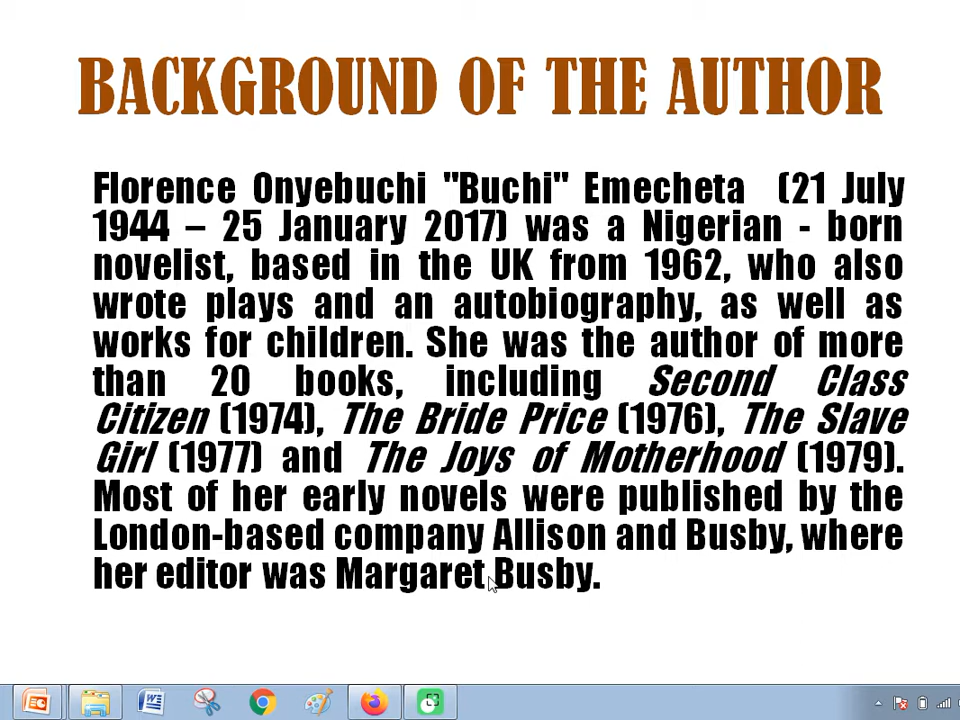 BACKGROUND OF THE AUTHOR
Florence Onyebuchi "Buchi" Emecheta (21 July
1944 – 25 January 2017) was a Nigerian - born
novelist, based in the UK from 1962, who also
wrote plays and an autobiography, as well as
works for children. She was the author of more
than 20 books, including Second Class
Citizen (1974), The Bride Price (1976), The Slave
Girl (1977) and The Joys of Motherhood (1979).
Most of her early novels were published by the
London-based company Allison and Busby, where
her editor was Margaret Busby.